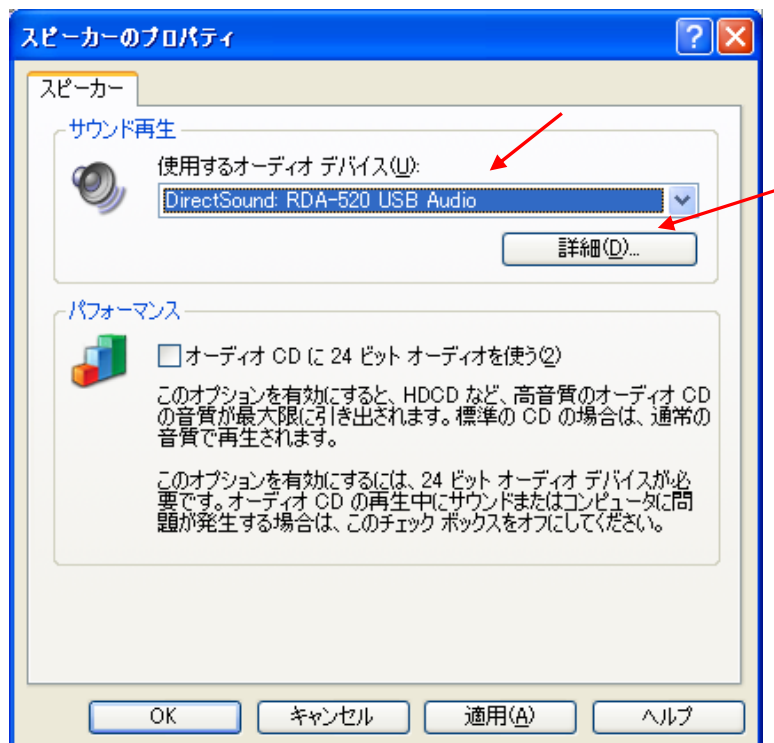 スピーカーのプロパティ
スピーカー
サウンド再生
使用するオーディオ デバイス(U):
DirectSound: RDA-520 USB Audio
詳細(D)...
パフォーマンス
オーディオ CD に 24 ビット オーディオを使う(2)
このオプションを有効にすると、HDCD など、高音質のオーディオ CD
の音質が最大限に引き出されます。標準の CD の場合は、通常の
音質で再生されます。
このオプションを有効にするには、24 ビット オーディオ デバイスが必
要です。オーディオ CD の再生中にサウンドまたはコンピュータに問
題が発生する場合は、このチェック ボックスをオフにしてください。
OK
キャンセル
適用(A)
ヘルプ